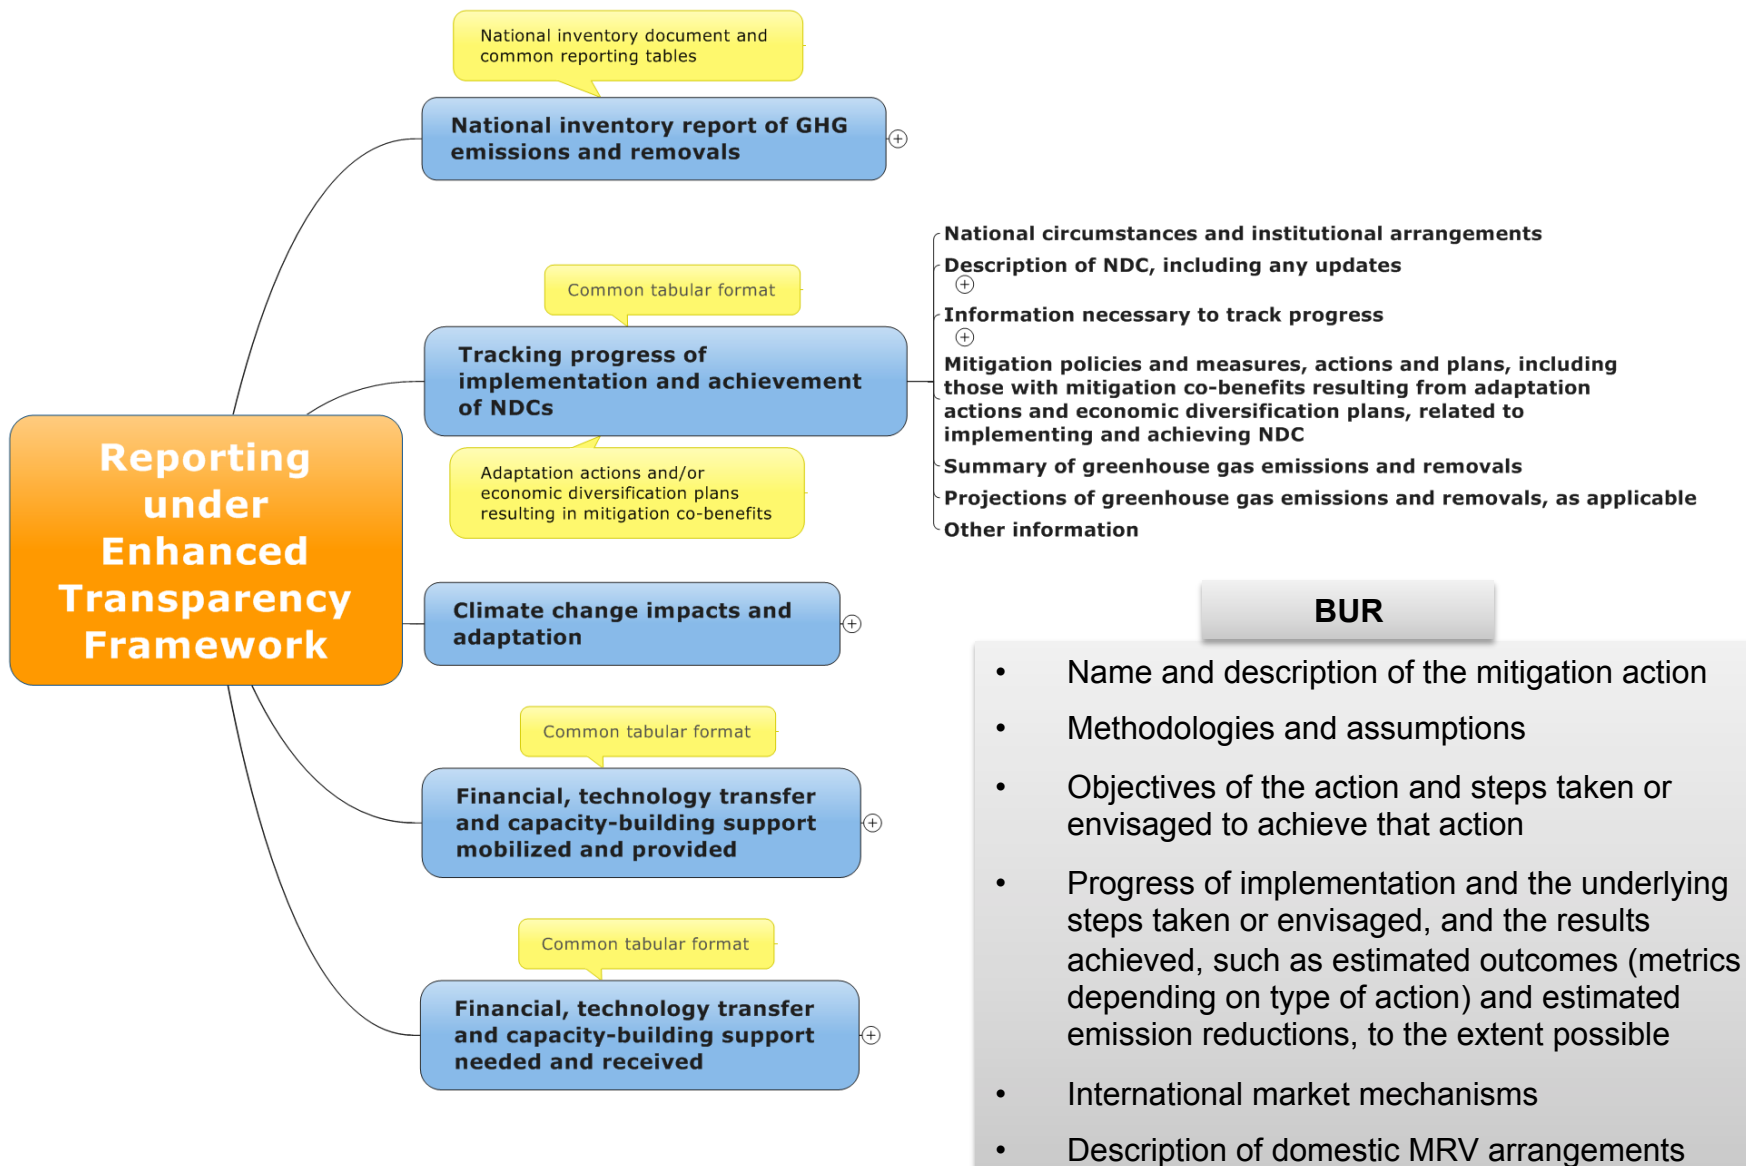 National inventory document and
common reporting tables
National inventory report of GHG
emissions and removals
National circumstances and institutional arrangements
Description of NDC, including any updates
Information necessary to track progress
Mitigation policies and measures, actions and plans, including
those with mitigation co-benefits resulting from adaptation
actions and economic diversification plans, related to
implementing and achieving NDC
Summary of greenhouse gas emissions and removals
Projections of greenhouse gas emissions and removals, as applicable
Other information
Common tabular format
Tracking progress of
implementation and achievement
of NDCs
Adaptation actions and/or
economic diversification plans
resulting in mitigation co-benefits
Reporting
under
Enhanced
Transparency
Framework
Climate change impacts and
adaptation
Common tabular format
Financial, technology transfer
and capacity-building support
mobilized and provided
Common tabular format
Financial, technology transfer
and capacity-building support
needed and received
BUR
• Name and description of the mitigation action
• Methodologies and assumptions
• Objectives of the action and steps taken or
envisaged to achieve that action
• Progress of implementation and the underlying
steps taken or envisaged, and the results
achieved, such as estimated outcomes (metrics
depending on type of action) and estimated
emission reductions, to the extent possible
• International market mechanisms
• Description of domestic MRV arrangements